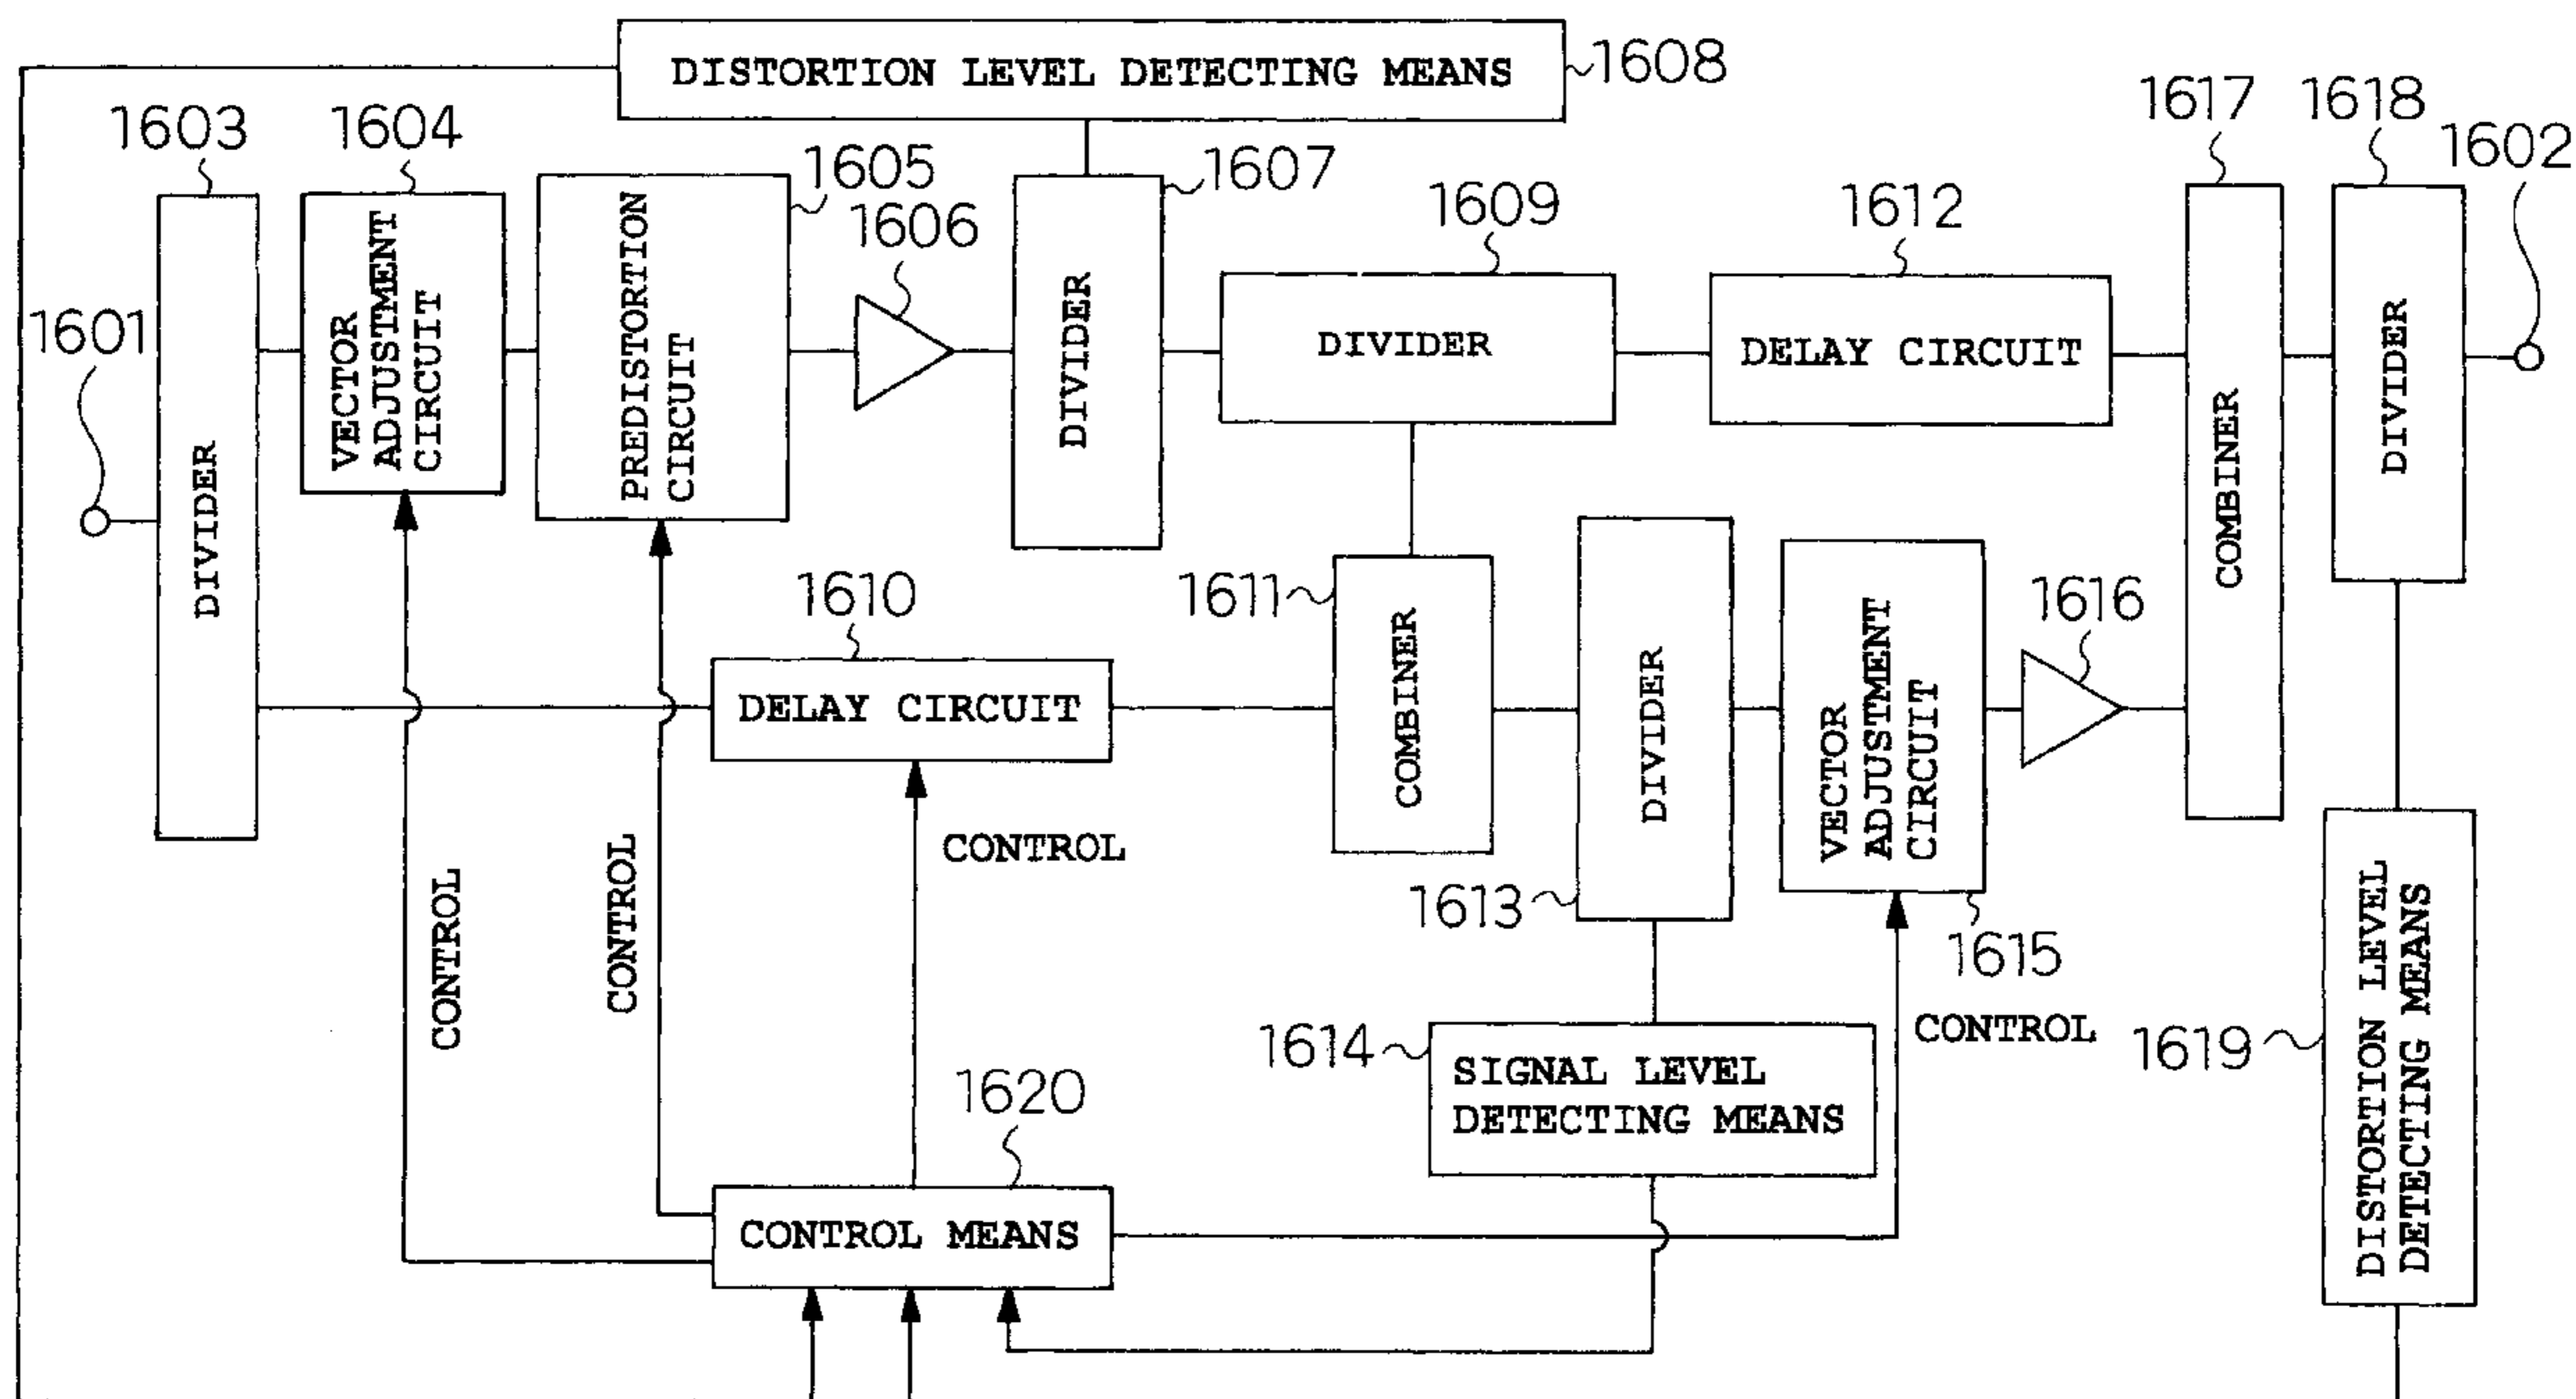 DISTORTION LEVEL DETECTING MEANS
1608
1603
1604
1605
1606
1607
1609
1612
1617
1618
1602
1601
DIVIDER
VECTOR
ADJUSTMENT
CIRCUIT
PREDISTORTION
CIRCUIT
DIVIDER
DIVIDER
DELAY CIRCUIT
COMBINER
DIVIDER
1610
DELAY CIRCUIT
1611
COMBINER
DIVIDER
1613
VECTOR
ADJUSTMENT
CIRCUIT
1615
1616
CONTROL
CONTROL
CONTROL
CONTROL
1614
SIGNAL LEVEL
DETECTING MEANS
1619
DISTORTION LEVEL
DETECTING MEANS
1620
CONTROL MEANS